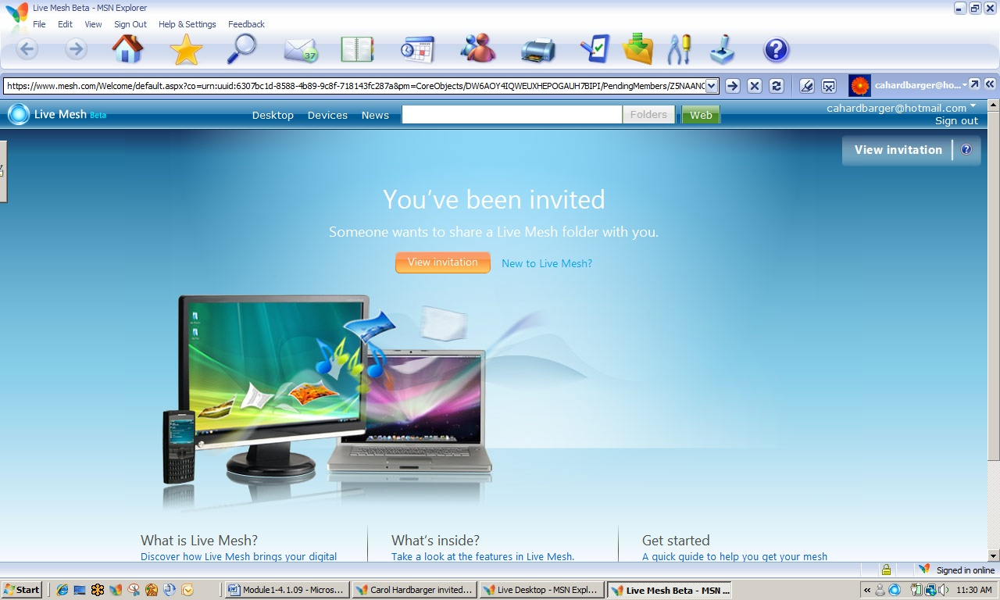 Live Mesh Beta - MSN Explorer
File Edit View Sign Out Help & Settings Feedback
37
https://www.mesh.com/Welcome/default.aspx?co=urn:uuid:6307bc1d-8588-4b89-9c8f-718143fc287a&pm=CoreObjects/DW6AOY4IQWEUXHEPOGAUH7BIPI/PendingMembers/Z5NAANC
cahardbarger@ho...
Live Mesh Beta Desktop Devices News Folders Web
cahardbarger@hotmail.com
Sign out
View invitation ?
You've been invited
Someone wants to share a Live Mesh folder with you.
View invitation New to Live Mesh?
What is Live Mesh? What's inside? Get started
Discover how Live Mesh brings your digital Take a look at the features in Live Mesh. A quick guide to help you get your mesh
Signed in online
Start Module1-4.1.09 - Micros... Carol Hardbarger invited... Live Desktop - MSN Expl... Live Mesh Beta - MSN ... 11:30 AM